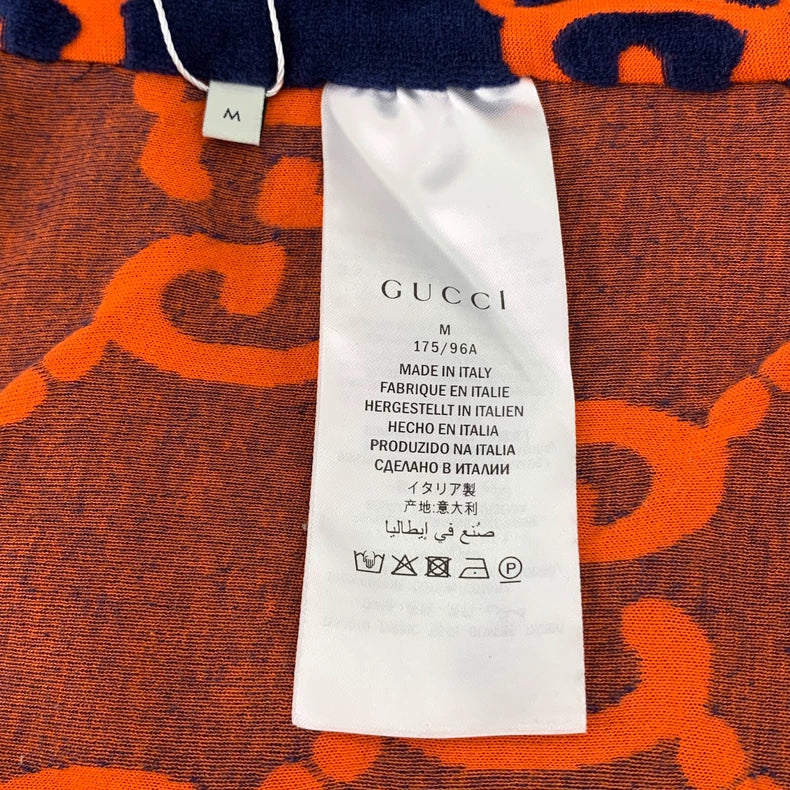 M
GUCCI
M
175/96A
MADE IN ITALY
FABRIQUE EN ITALIE
HERGESTELLT IN ITALIEN
HECHO EN ITALIA
PRODUZIDO NA ITALIA
СДЕЛАНО В ИТАЛИИ
イタリア製
产地:意大利
صُنع في إيطاليا
P